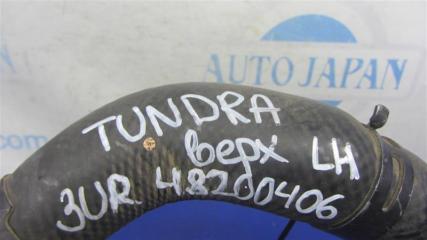 AUTO JAPAN
TUNDRA
верх LH
3UR 48200406